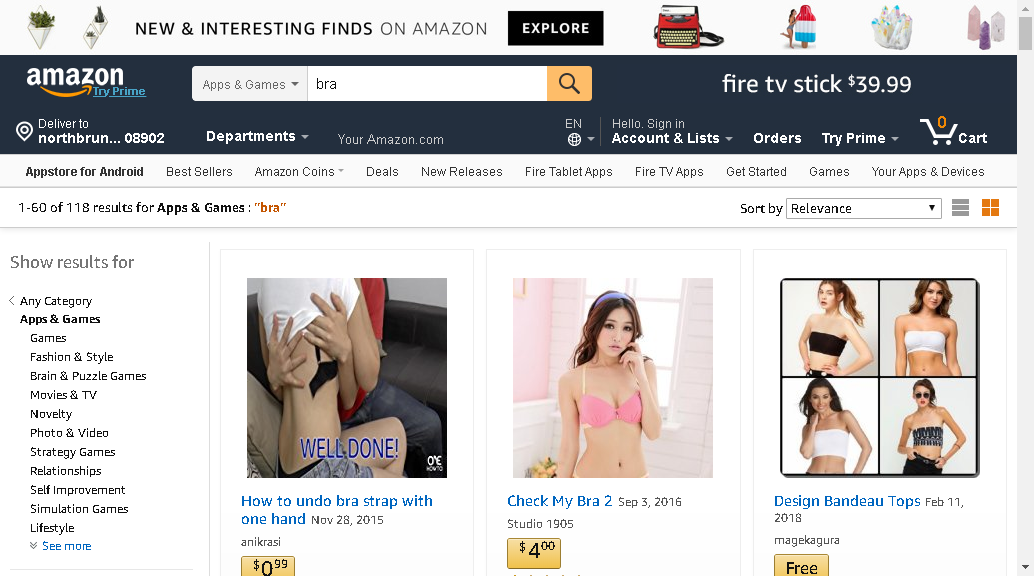 NEW & INTERESTING FINDS ON AMAZON EXPLORE
amazon
Try Prime
Apps & Games bra
fire tv stick $39.99
Deliver to
northbrun... 08902
Departments
Your Amazon.com
EN
Hello. Sign in
Account & Lists
Orders
Try Prime
0
Cart
Appstore for Android Best Sellers Amazon Coins Deals New Releases Fire Tablet Apps Fire TV Apps Get Started Games Your Apps & Devices
1-60 of 118 results for Apps & Games : "bra"
Sort by Relevance
Show results for
Any Category
Apps & Games
Games
Fashion & Style
Brain & Puzzle Games
Movies & TV
Novelty
Photo & Video
Strategy Games
Relationships
Self Improvement
Simulation Games
Lifestyle
See more
WELL DONE!
How to undo bra strap with
one hand Nov 28, 2015
anikrasi
$0.99
Check My Bra 2 Sep 3, 2016
Studio 1905
$4.00
Design Bandeau Tops Feb 11,
2018
magekagura
Free